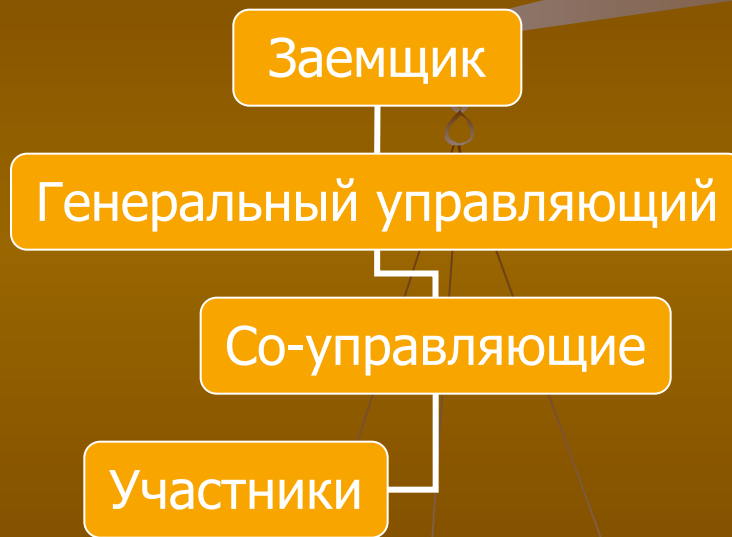 Заемщик
Генеральный управляющий
Со-управляющие
Участники